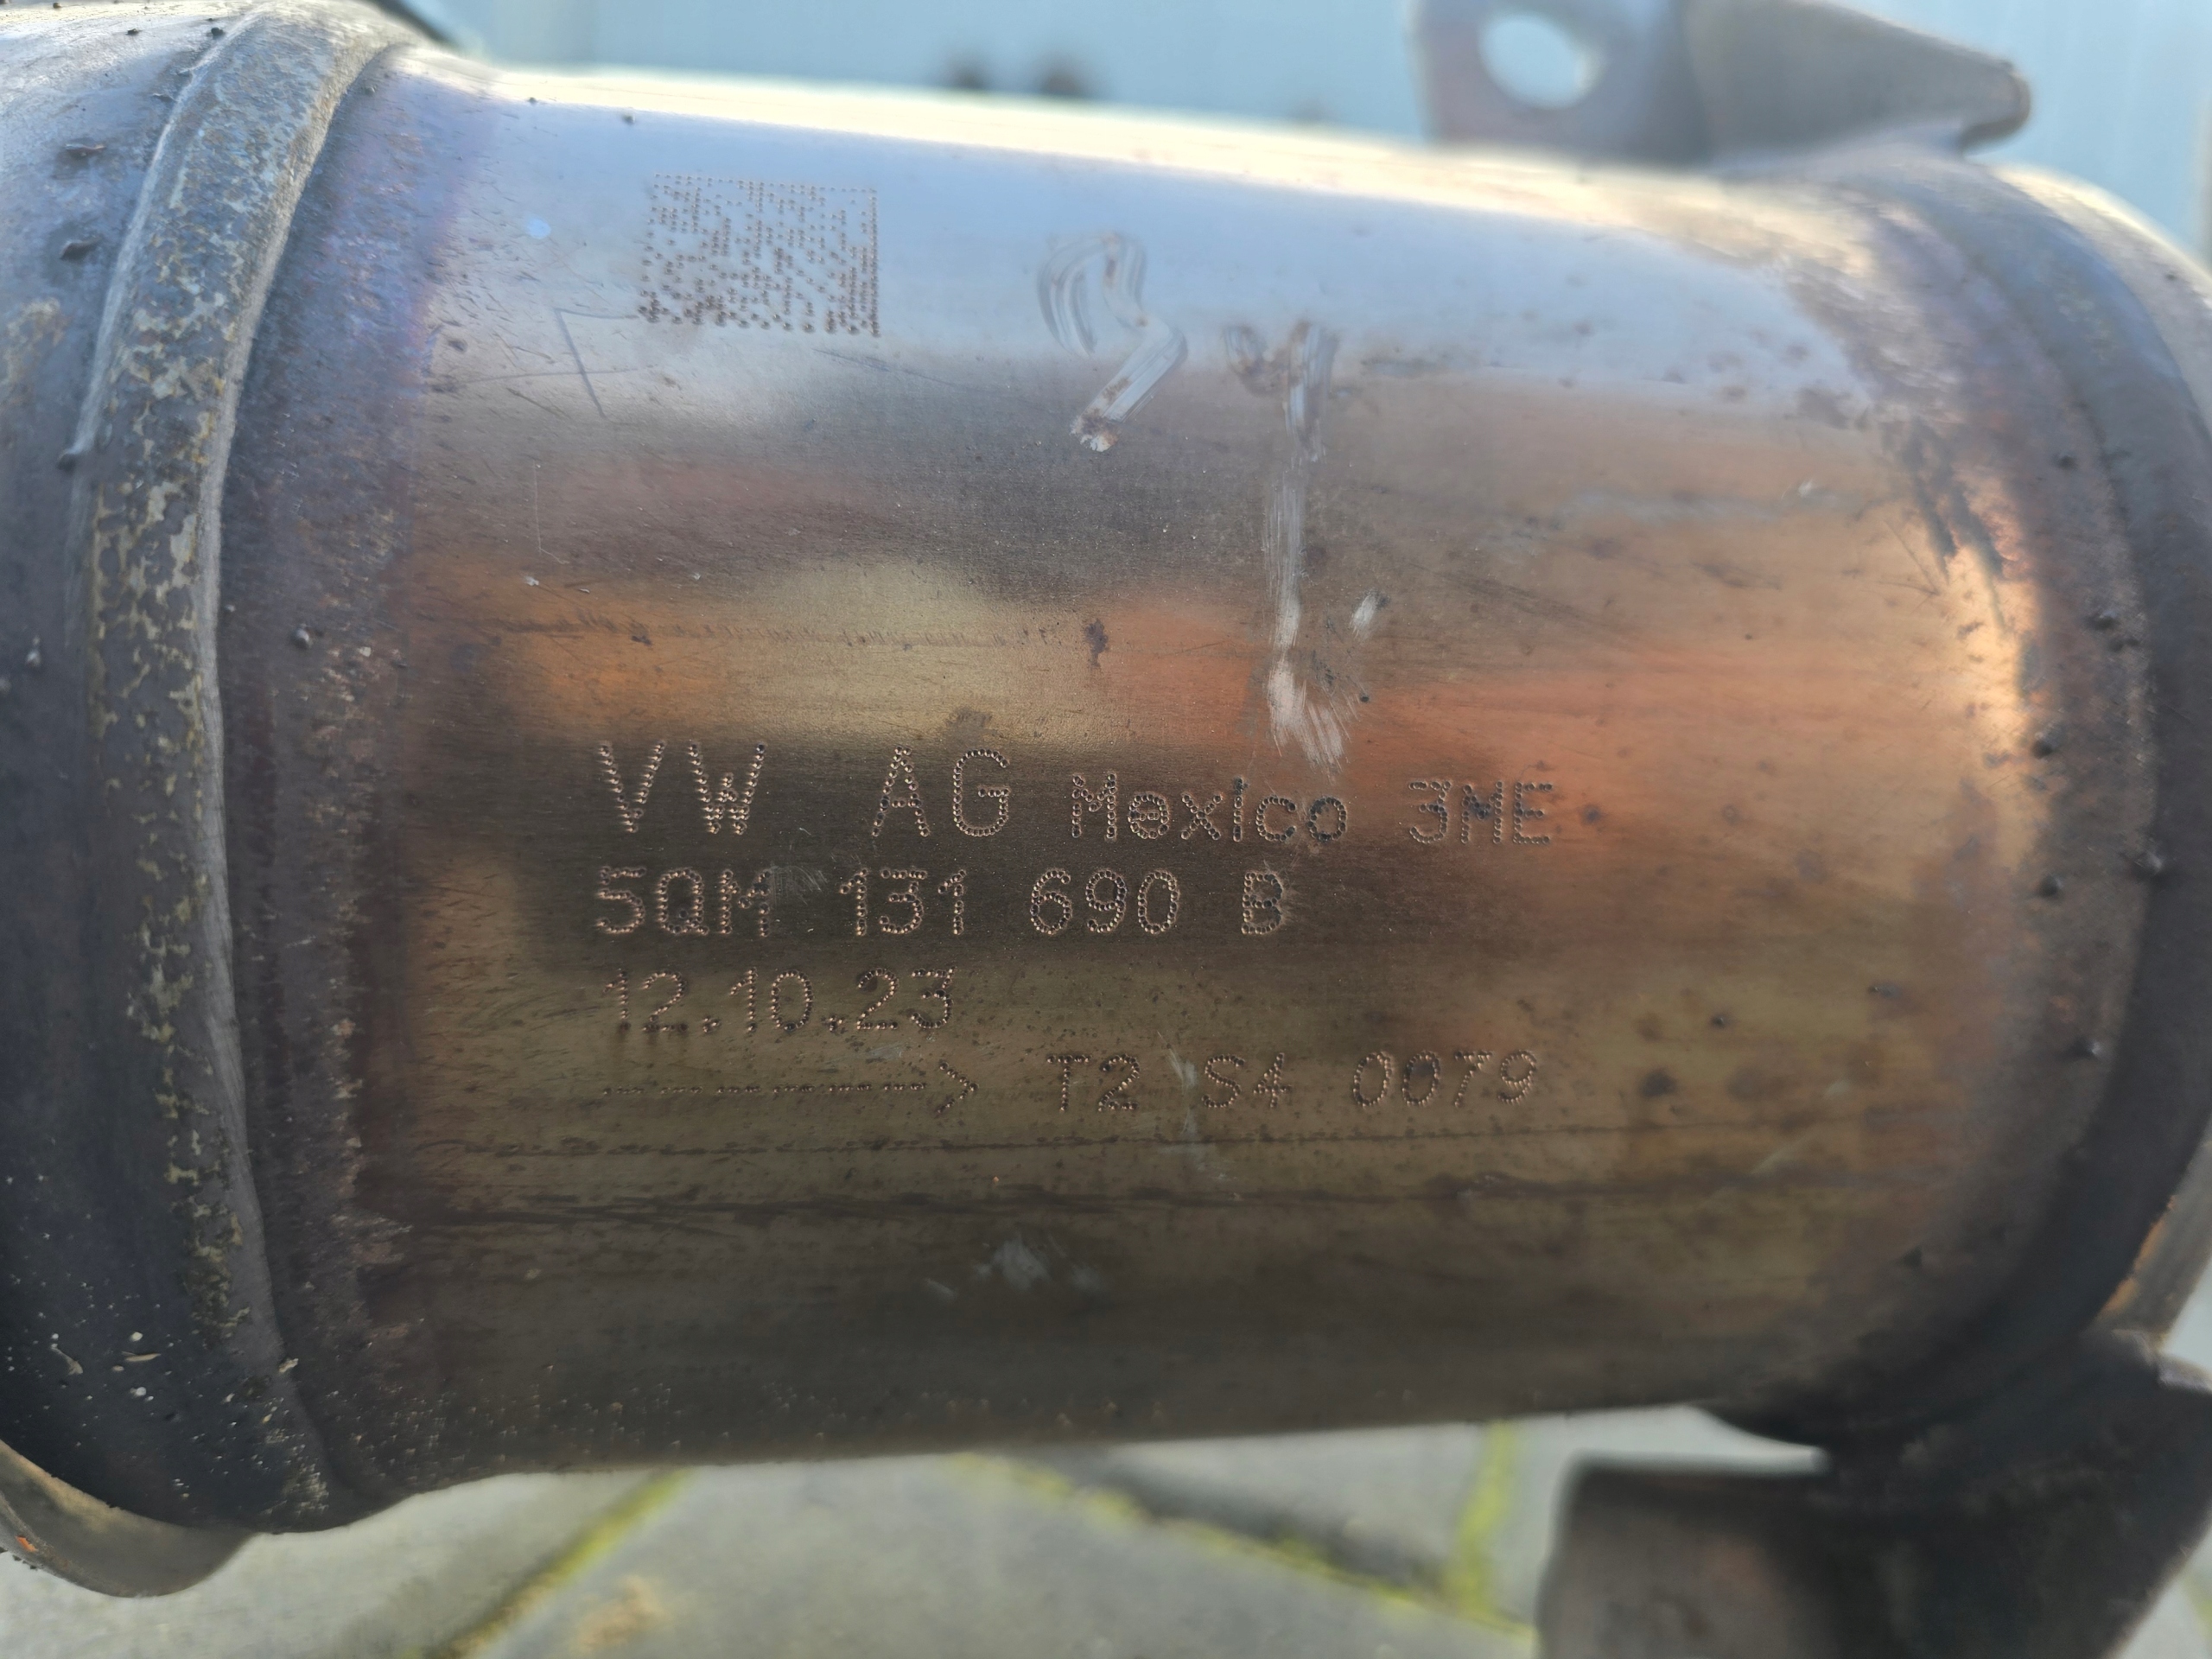 VW AG Mexico 3ME
5QM 131 690 B
12.10.23
-------> T2 S4 0079